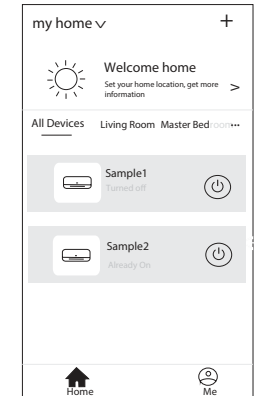 my home
+
Welcome home
Set your home location, get more
information
>
All Devices Living Room Master Bedroom•••
Sample1
Turned off
Sample2
Already On
Home
Me